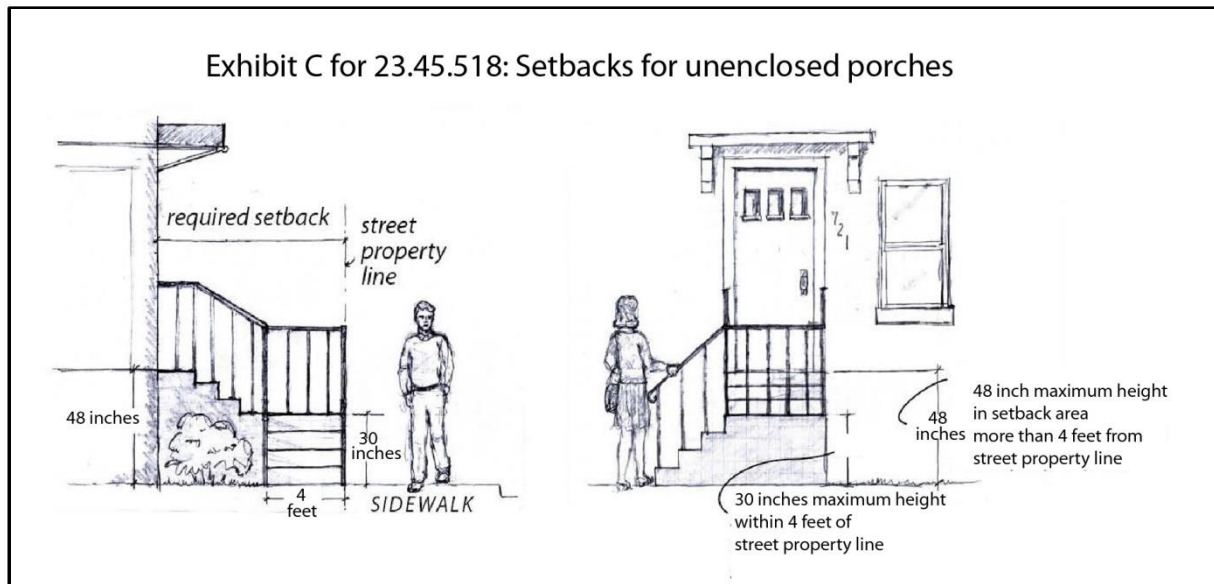 Exhibit C for 23.45.518: Setbacks for unenclosed porches
required setback
street
property
line
48 inches
30
inches
4
feet
SIDEWALK
721
48
inches
48 inch maximum height
in setback area
more than 4 feet from
street property line
30 inches maximum height
within 4 feet of
street property line